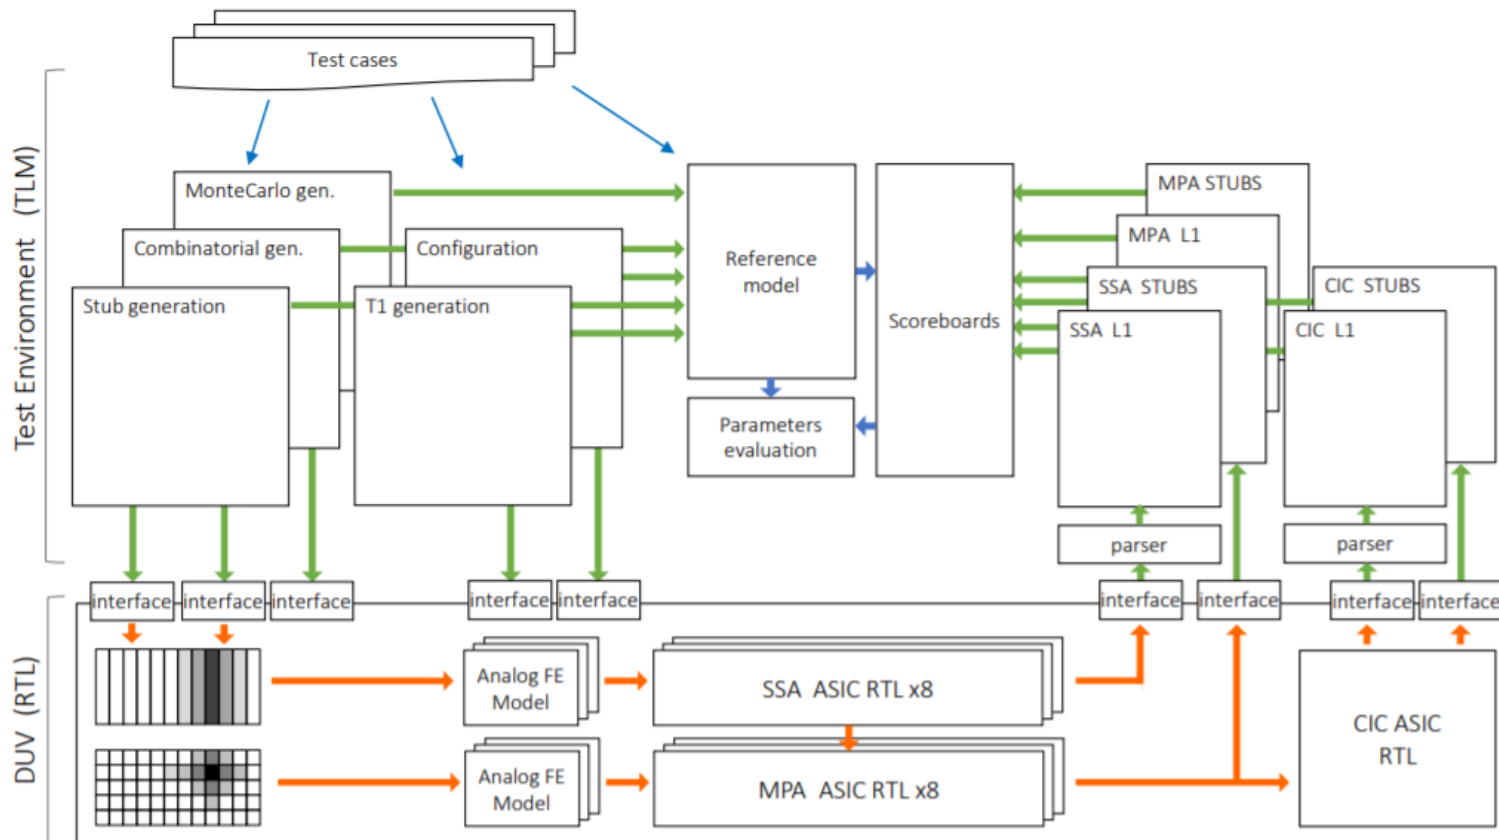 Test cases
Test Environment (TLM)
MonteCarlo gen.
Combinatorial gen.
Stub generation
Configuration
T1 generation
Reference
model
Parameters
evaluation
Scoreboards
MPA STUBS
MPA L1
SSA STUBS
SSA L1
CIC STUBS
CIC L1
parser
parser
interface
interface
interface
interface
interface
interface
interface
interface
interface
DUV (RTL)
Analog FE
Model
SSA ASIC RTL x8
Analog FE
Model
MPA ASIC RTL x8
CIC ASIC
RTL